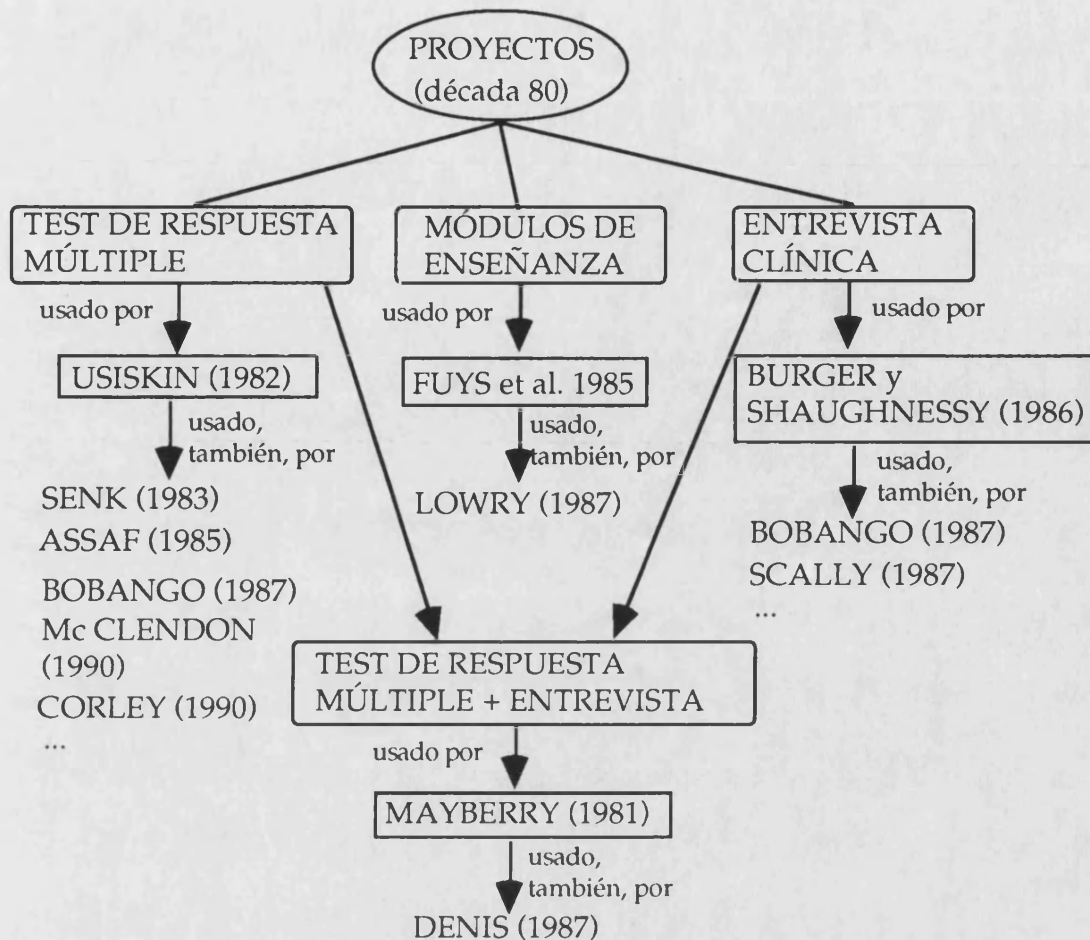 PROYECTOS
(década 80)
TEST DE RESPUESTA
MÚLTIPLE
usado por
USISKIN (1982)
usado,
también, por
SENK (1983)
ASSAF (1985)
BOBANGO (1987)
Mc CLENDON
(1990)
CORLEY (1990)
...
MÓDULOS DE
ENSEÑANZA
usado por
FUYS et al. 1985
usado,
también, por
LOWRY (1987)
ENTREVISTA
CLÍNICA
usado por
BURGER y
SHAUGHNESSY (1986)
usado,
también, por
BOBANGO (1987)
SCALLY (1987)
...
TEST DE RESPUESTA
MÚLTIPLE + ENTREVISTA
usado por
MAYBERRY (1981)
usado,
también, por
DENIS (1987)